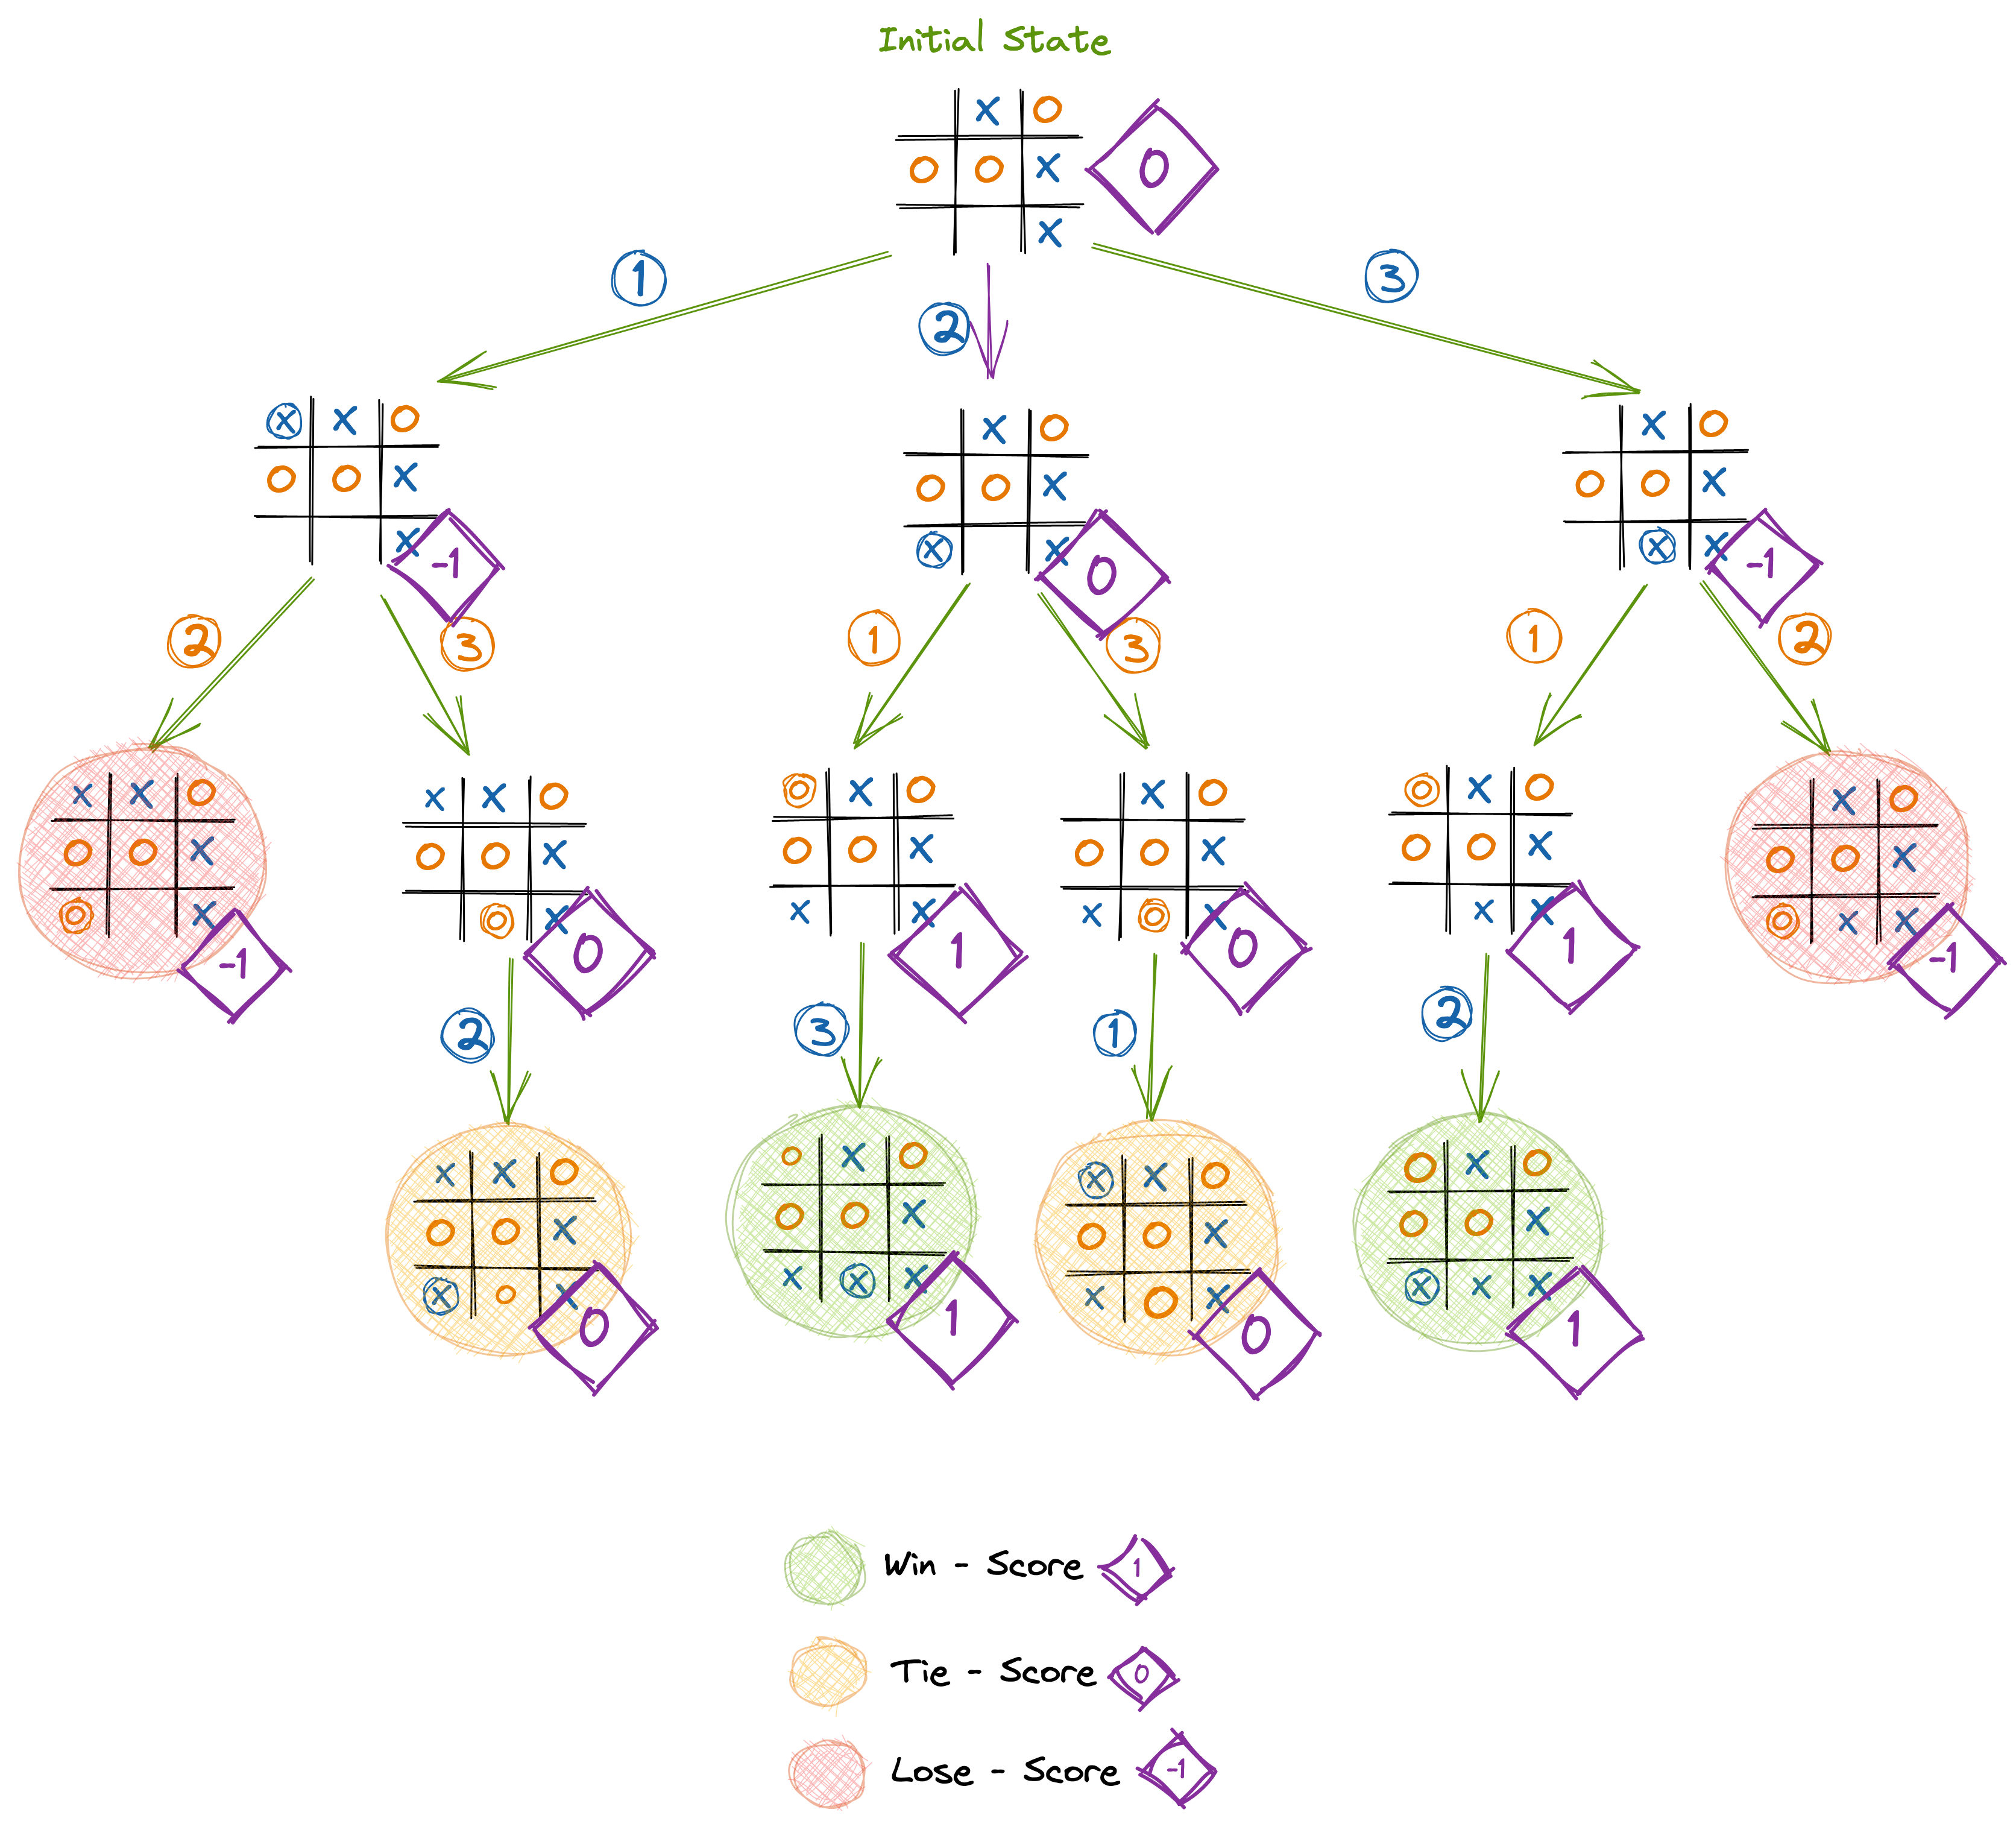 Initial State
X O
O O X
X
0
1
2
3
X X O
O O X
X
-1
X O
O O X
X X
0
X O
O O X
X X
-1
2
3
1
3
1
2
X X O
O O X
O X
-1
X X O
O O X
O X
0
O X O
O O X
X X
1
X O
O O X
X O X
0
O X O
O O X
X X
1
X O
O O X
O X X
-1
2
3
1
2
X X O
O O X
X O X
0
O X O
O O X
X X X
1
X X O
O O X
X O X
0
O X O
O O X
X X X
1
Win - Score 1
Tie - Score 0
Lose - Score -1